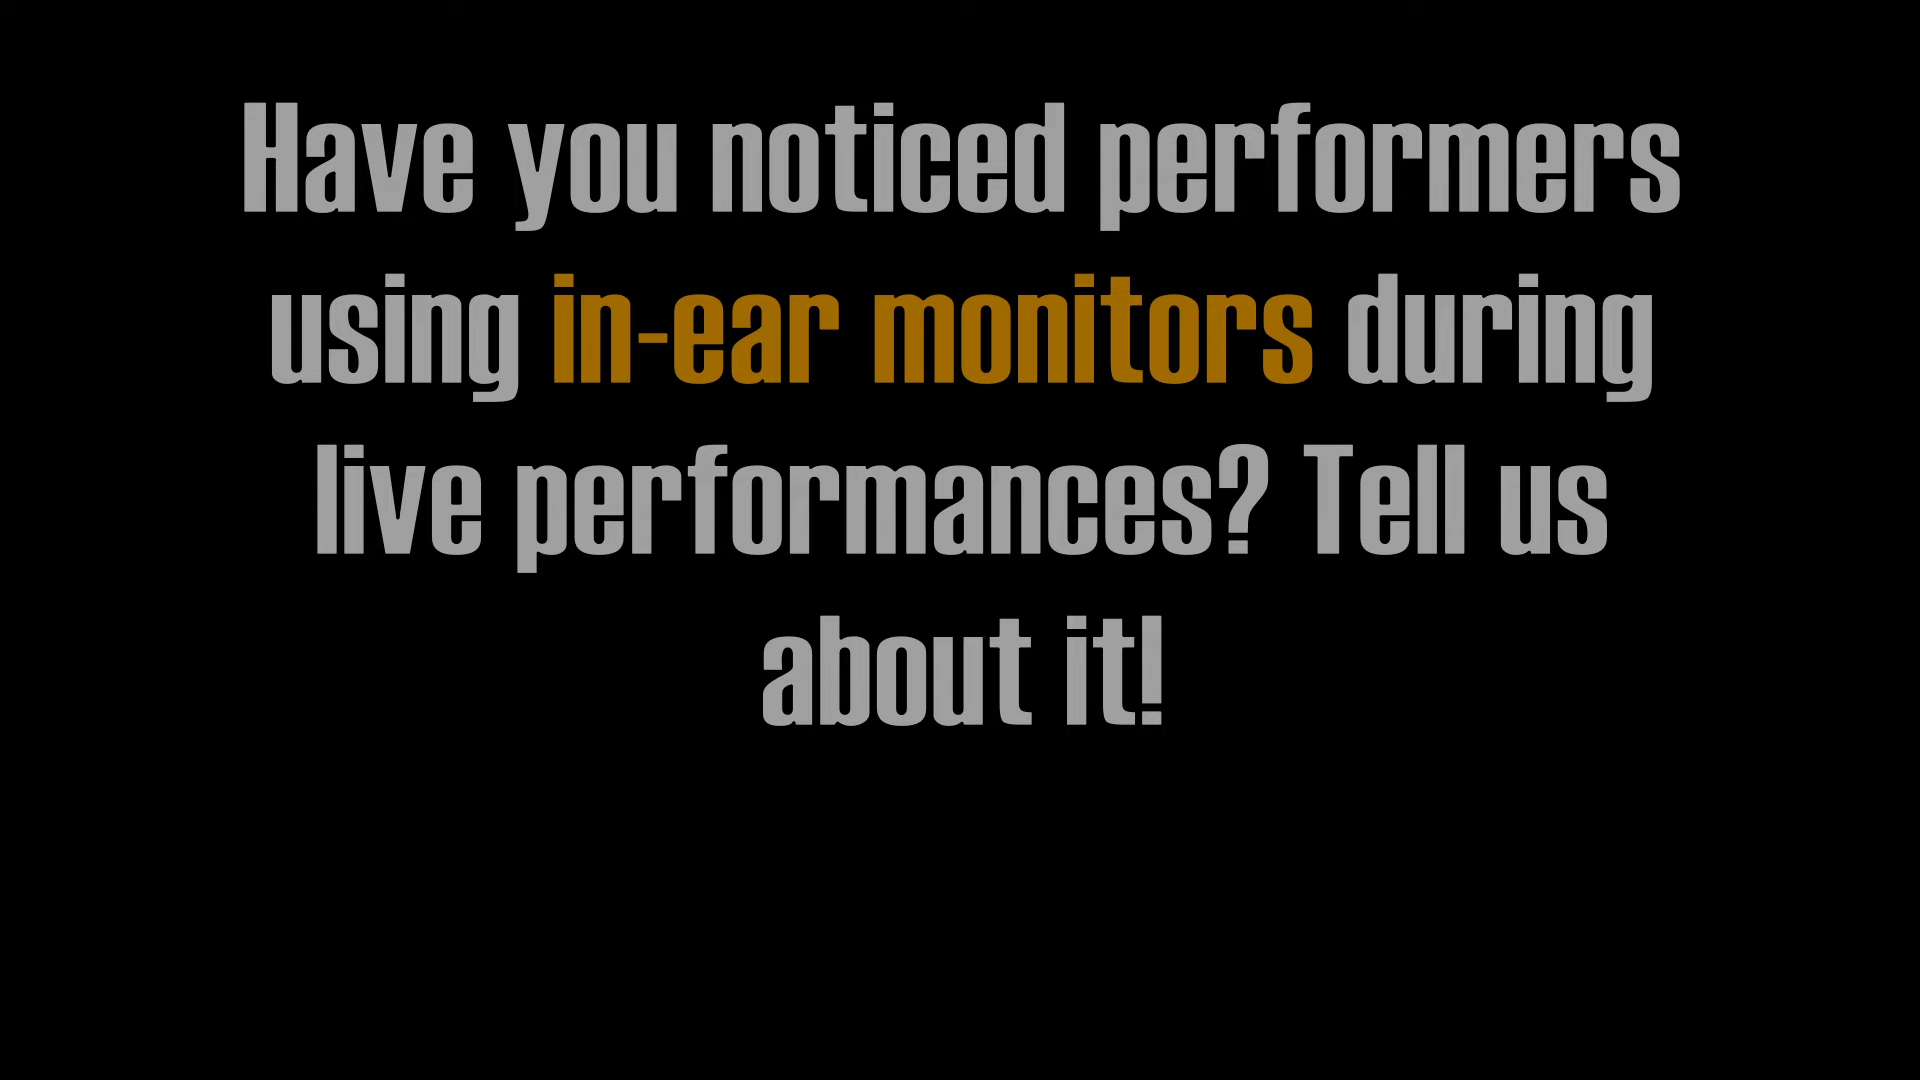 Have you noticed performers
using in-ear monitors during
live performances? Tell us
about it!